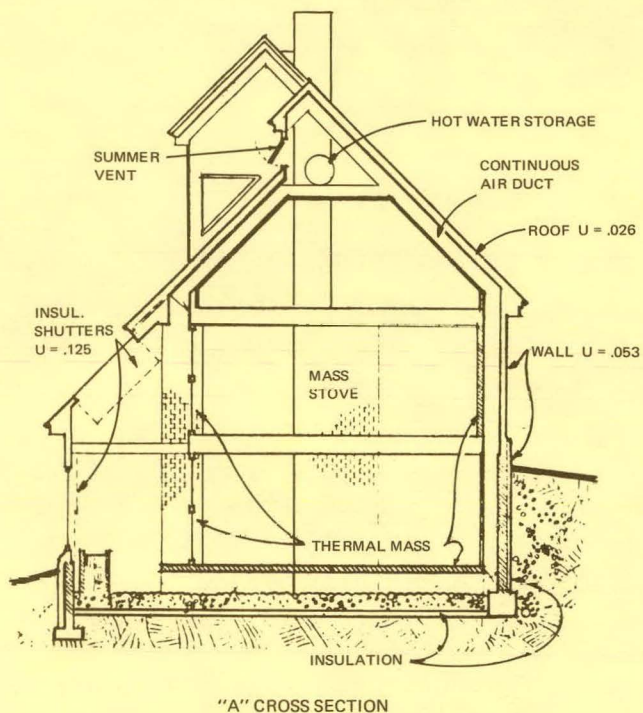 HOT WATER STORAGE
SUMMER
VENT
CONTINUOUS
AIR DUCT
ROOF U = .026
INSUL.
SHUTTERS
U = .125
WALL U = .053
MASS
STOVE
THERMAL MASS
INSULATION
"A" CROSS SECTION